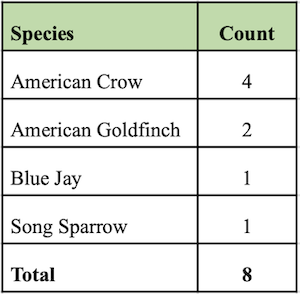 Species Count
American Crow 4
American Goldfinch 2
Blue Jay 1
Song Sparrow 1
Total 8